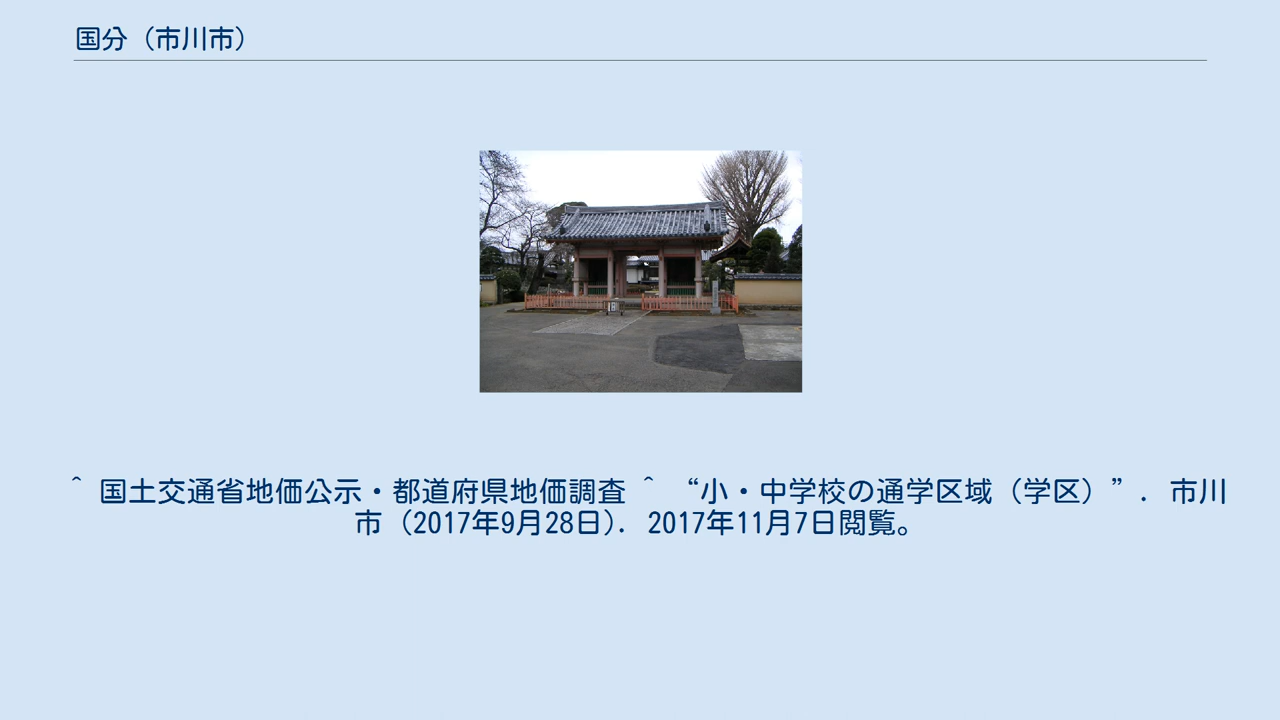 国分（市川市）
^ 国土交通省地価公示・都道府県地価調査 ^ “小・中学校の通学区域（学区）”. 市川
市（2017年9月28日）. 2017年11月7日閲覧。